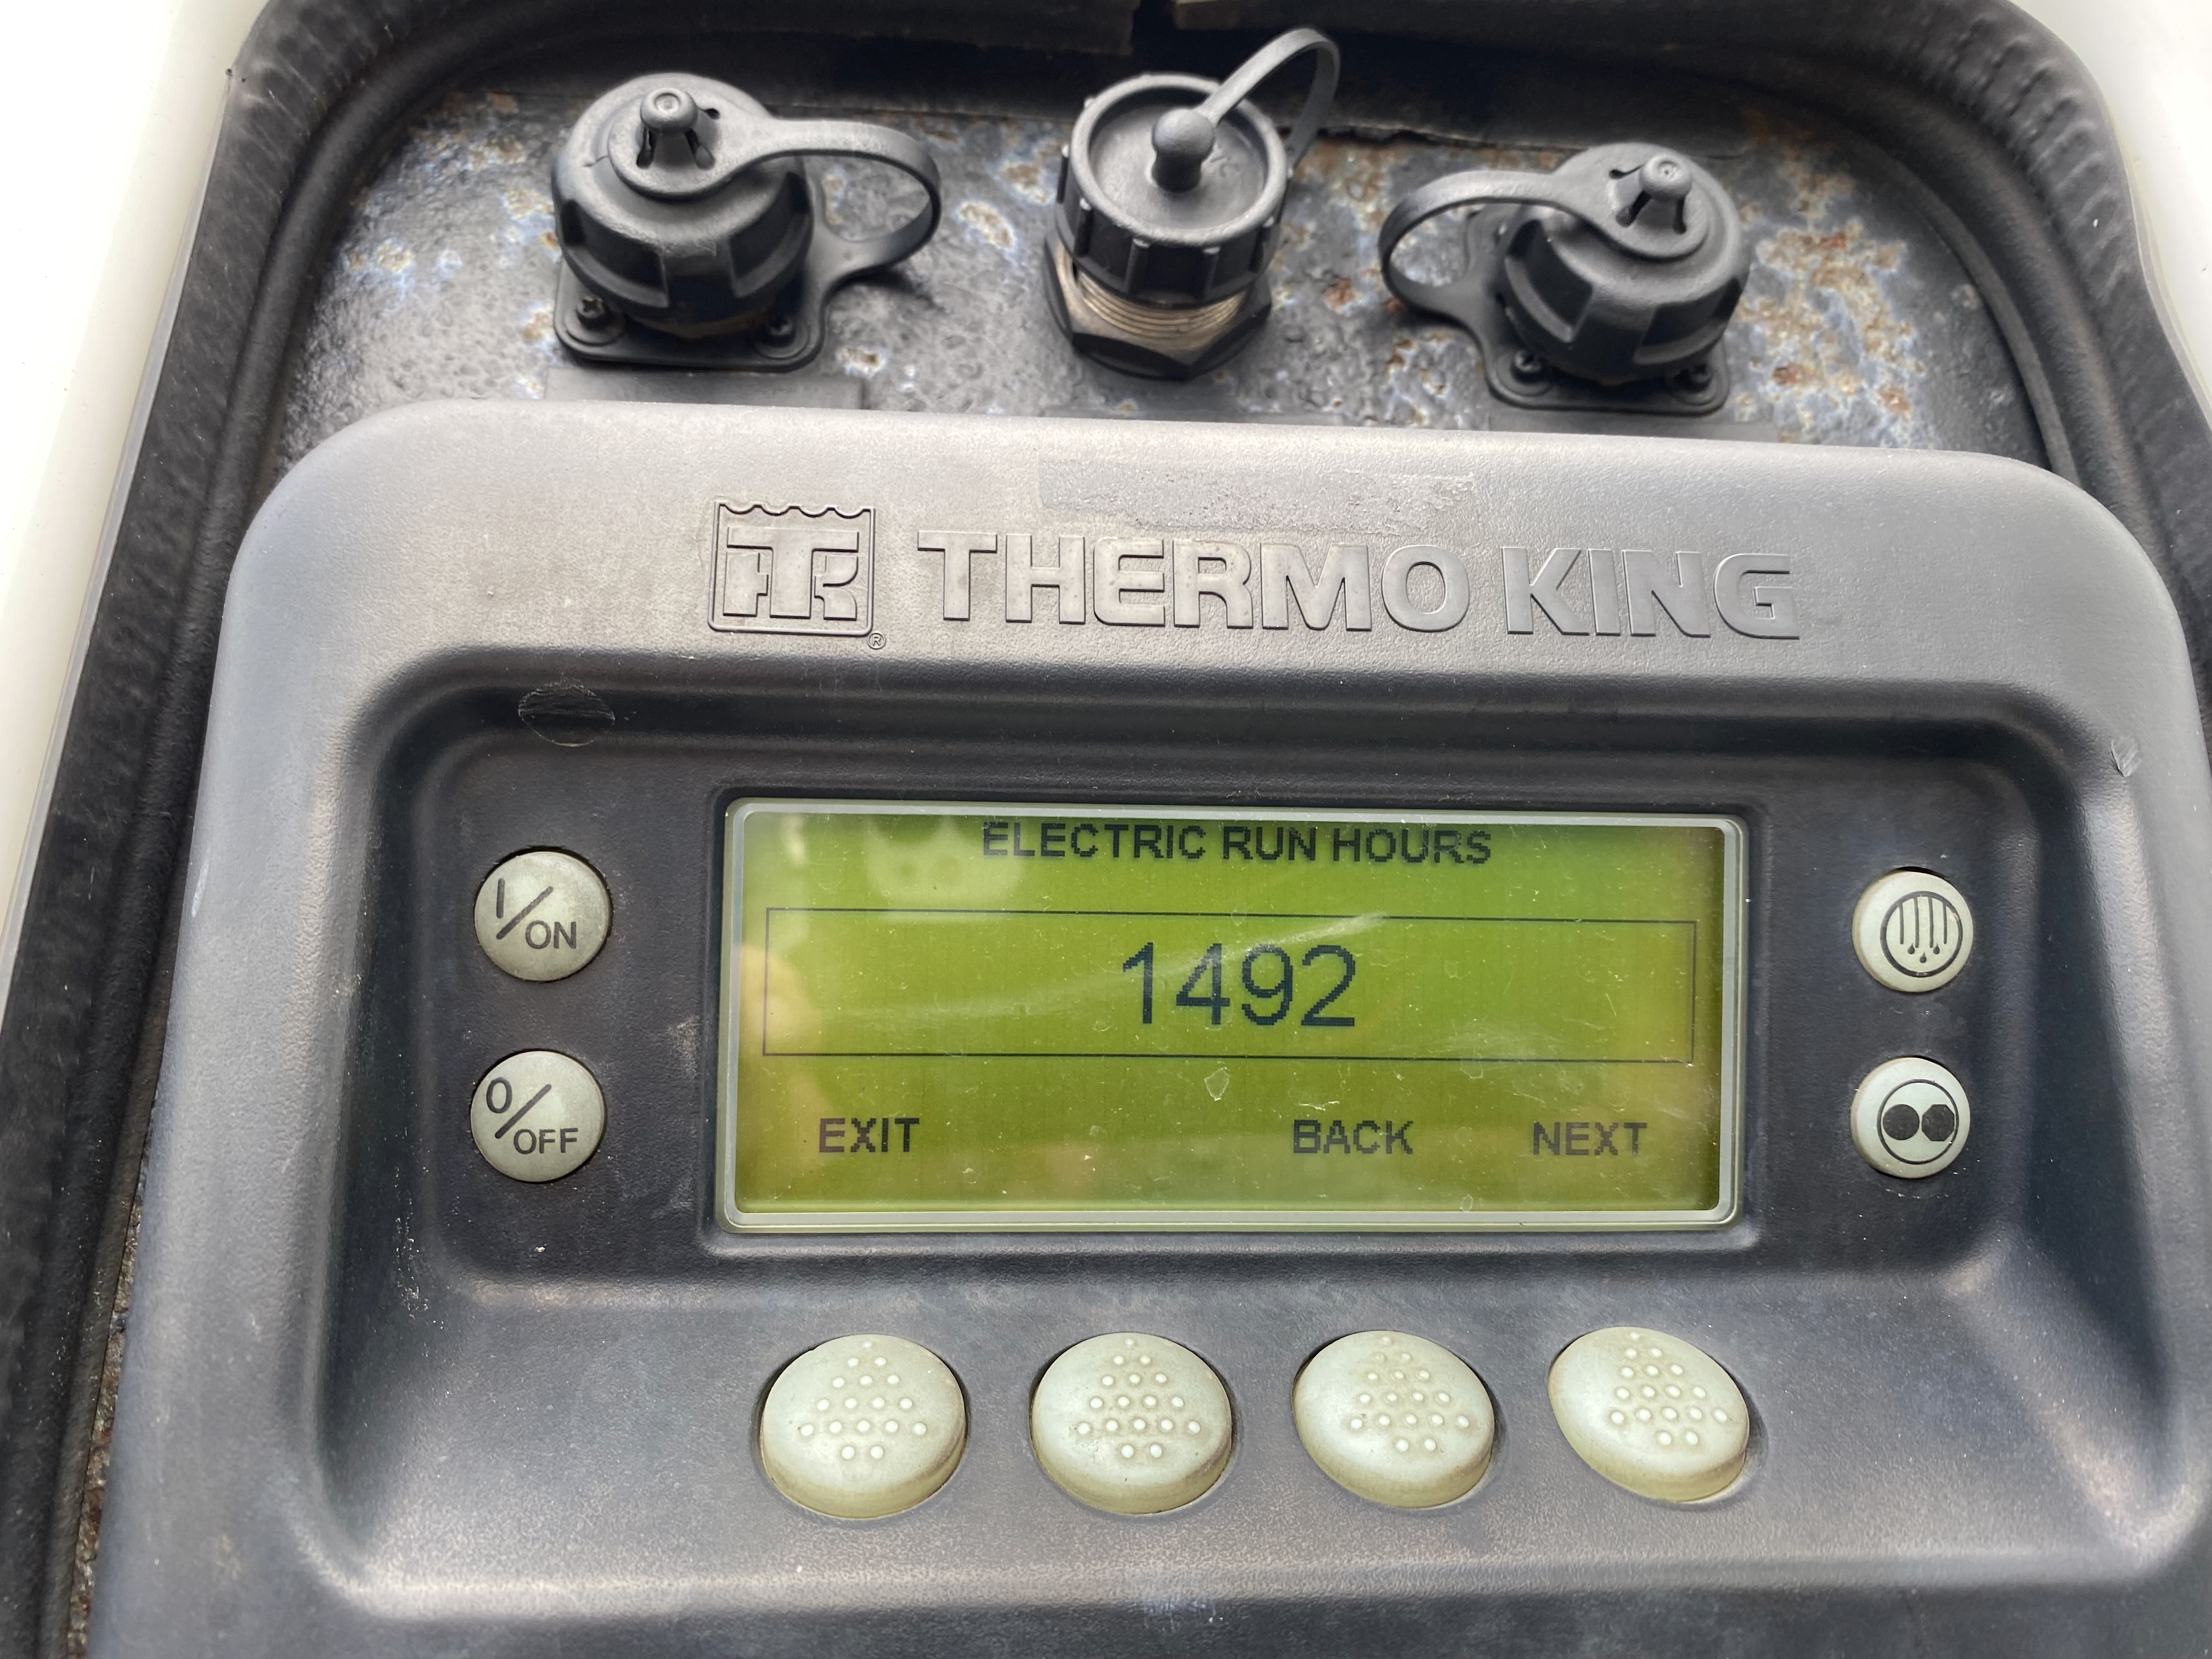 THERMO KING
®
ELECTRIC RUN HOURS
I/ON
1492
O/OFF
EXIT BACK NEXT